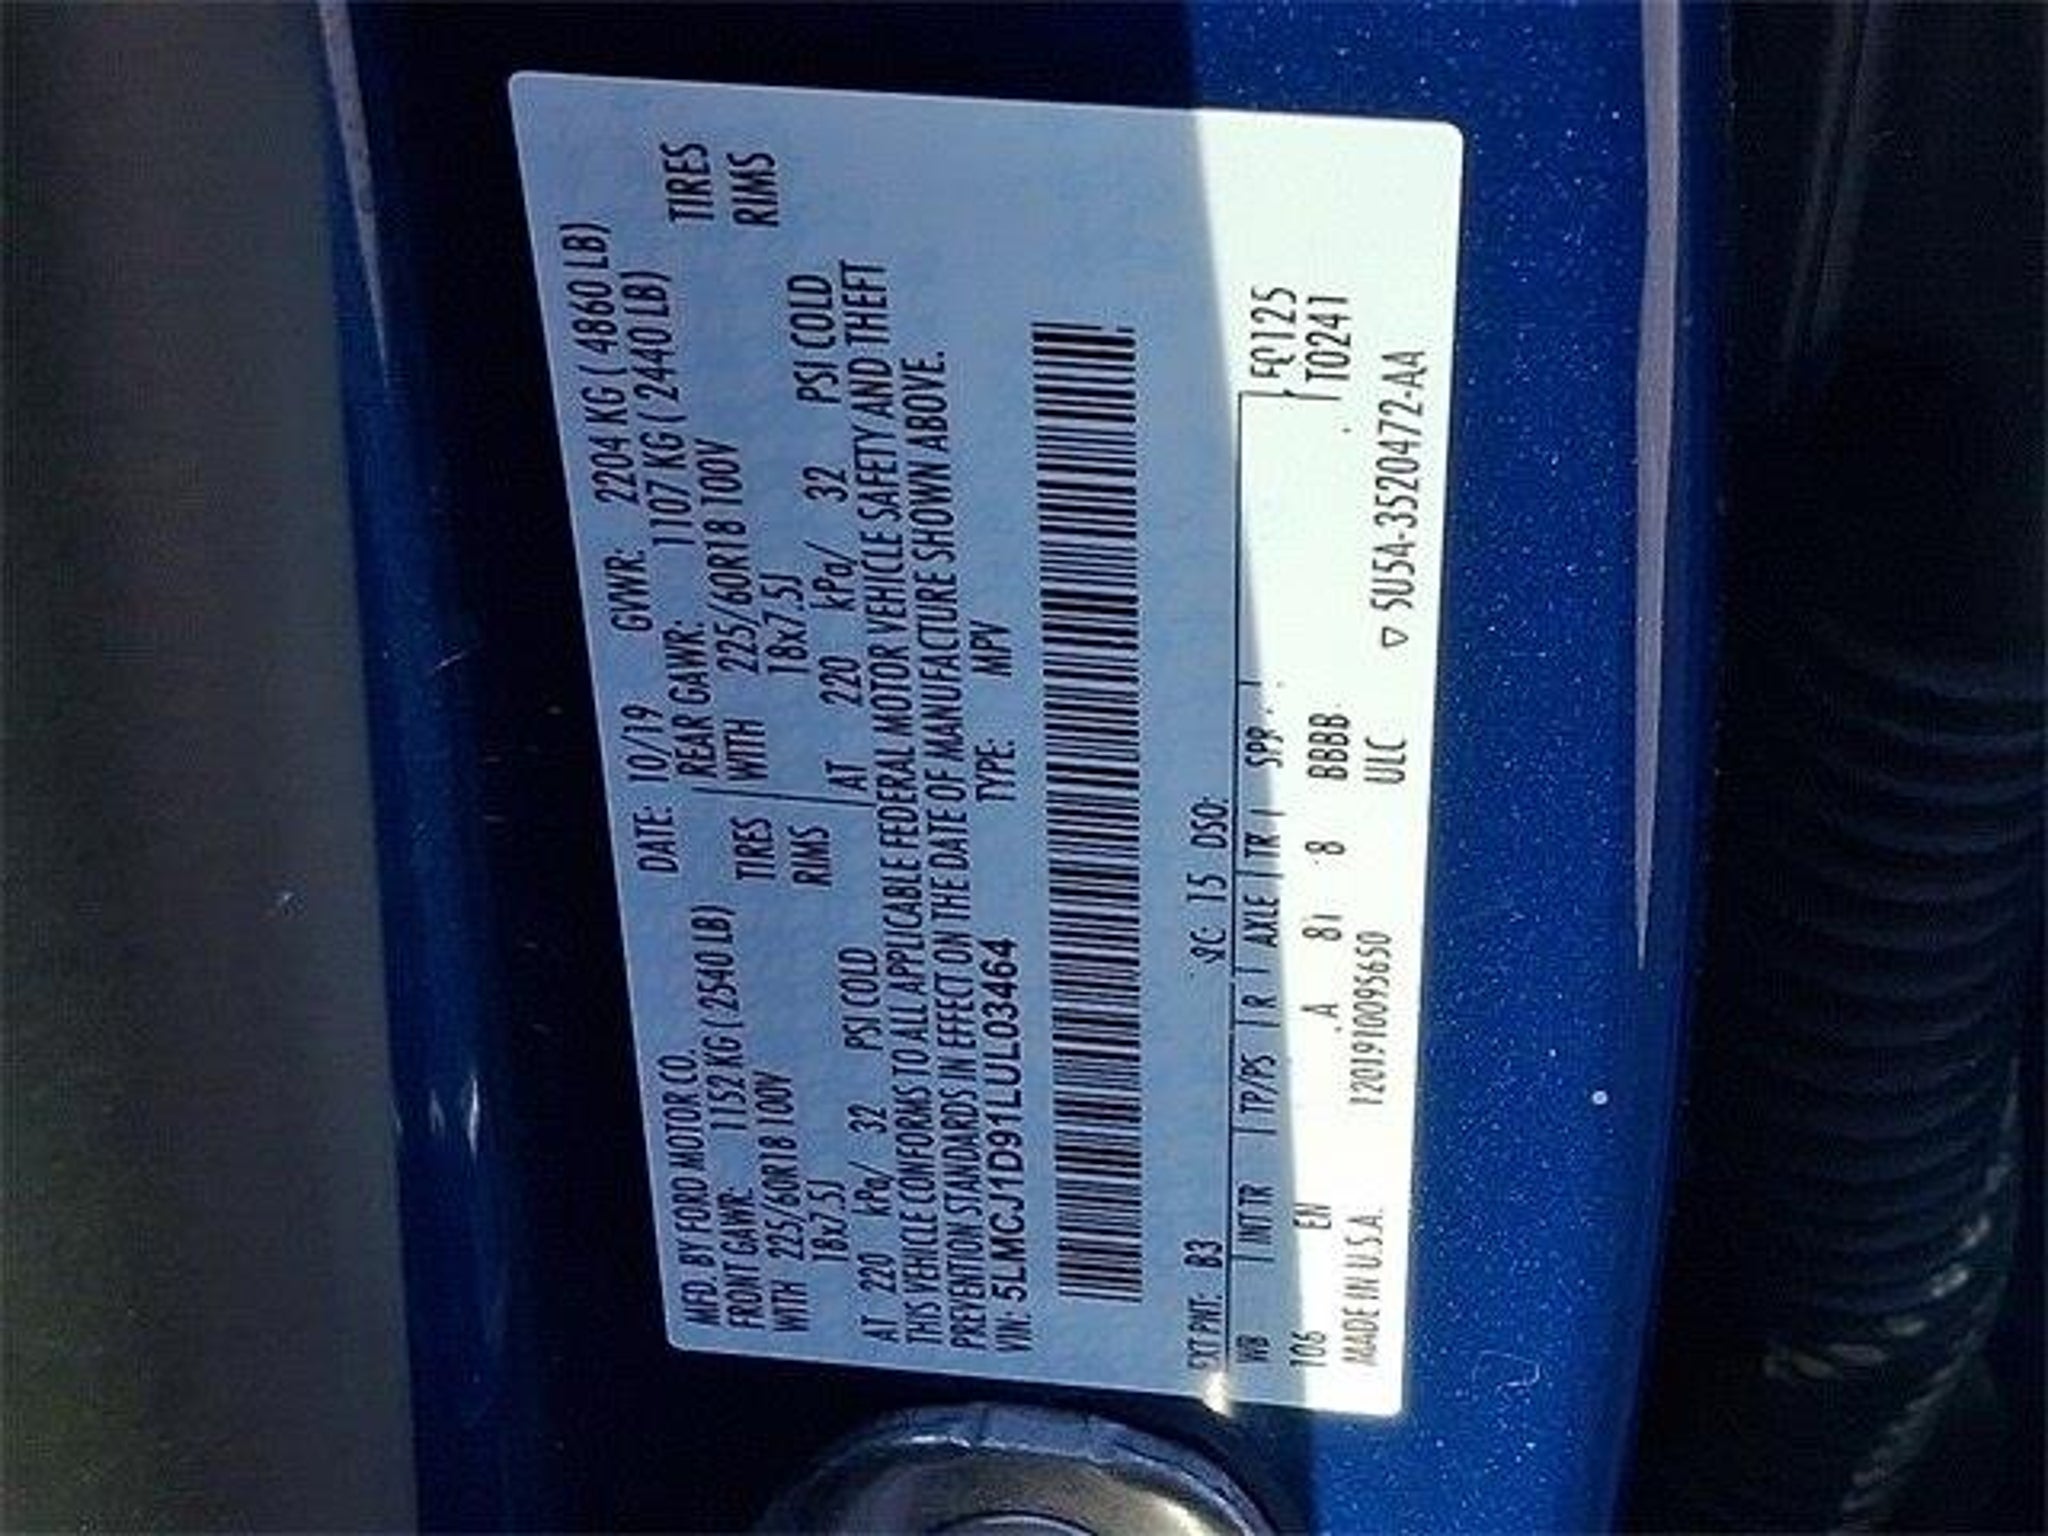 MFD. BY FORD MOTOR CO. DATE: 10/19 GVWR: 2204 KG ( 4860 LB)
FRONT GAWR: 1152 KG ( 2540 LB) REAR GAWR: 1107 KG ( 2440 LB)
WITH 225/60R18 100V TIRES WITH 225/60R18 100V TIRES
18x7.5J RIMS 18x7.5J RIMS
AT 220 kPa/ 32 PSI COLD AT 220 kPa/ 32 PSI COLD
THIS VEHICLE CONFORMS TO ALL APPLICABLE FEDERAL MOTOR VEHICLE SAFETY AND THEFT
PREVENTION STANDARDS IN EFFECT ON THE DATE OF MANUFACTURE SHOWN ABOVE.
VIN: 5LMCJ1D91LUL03464 TYPE: MPV
EXT PNT: B3 RC 15 DSO:
WB INT TR TP/PS R AXLE TR SPR F0125
106 EN A 8 8 BBBB T0241
MADE IN U.S.A. 1201910095650 ULC ▽ 5U5A-3520472-AA